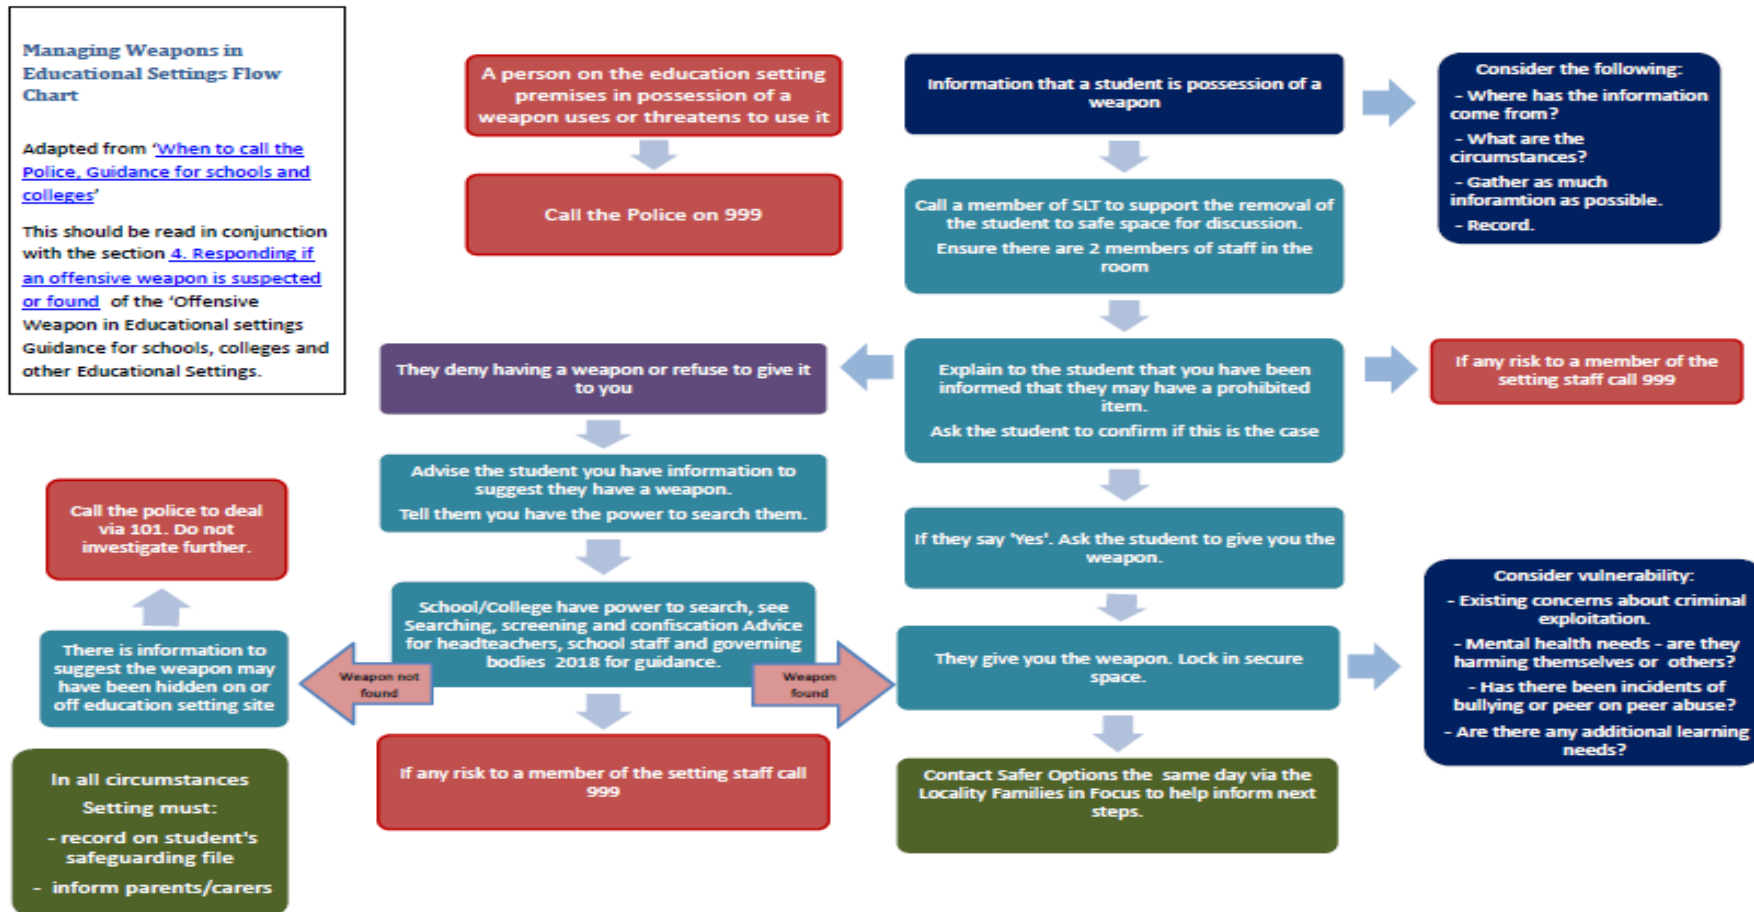 Managing Weapons in
Educational Settings Flow
Chart
Adapted from ‘When to call the
Police, Guidance for schools and
colleges’
This should be read in conjunction
with the section 4. Responding if
an offensive weapon is suspected
or found of the ‘Offensive
Weapon in Educational settings
Guidance for schools, colleges and
other Educational Settings.
A person on the education setting
premises in possession of a
weapon uses or threatens to use it
Call the Police on 999
Information that a student is possession of a
weapon
Consider the following:
- Where has the information
come from?
- What are the
circumstances?
- Gather as much
inforamtion as possible.
- Record.
Call a member of SLT to support the removal of
the student to safe space for discussion.
Ensure there are 2 members of staff in the
room
They deny having a weapon or refuse to give it
to you
Explain to the student that you have been
informed that they may have a prohibited
item.
Ask the student to confirm if this is the case
If any risk to a member of the
setting staff call 999
Advise the student you have information to
suggest they have a weapon.
Tell them you have the power to search them.
Call the police to deal
via 101. Do not
investigate further.
If they say 'Yes'. Ask the student to give you the
weapon.
School/College have power to search, see
Searching, screening and confiscation Advice
for headteachers, school staff and governing
bodies 2018 for guidance.
There is information to
suggest the weapon may
have been hidden on or
off education setting site
Weapon not
found
Weapon
found
They give you the weapon. Lock in secure
space.
Consider vulnerability:
- Existing concerns about criminal
exploitation.
- Mental health needs - are they
harming themselves or others?
- Has there been incidents of
bullying or peer on peer abuse?
- Are there any additional learning
needs?
In all circumstances
Setting must:
- record on student's
safeguarding file
- inform parents/carers
If any risk to a member of the setting staff call
999
Contact Safer Options the same day via the
Locality Families in Focus to help inform next
steps.